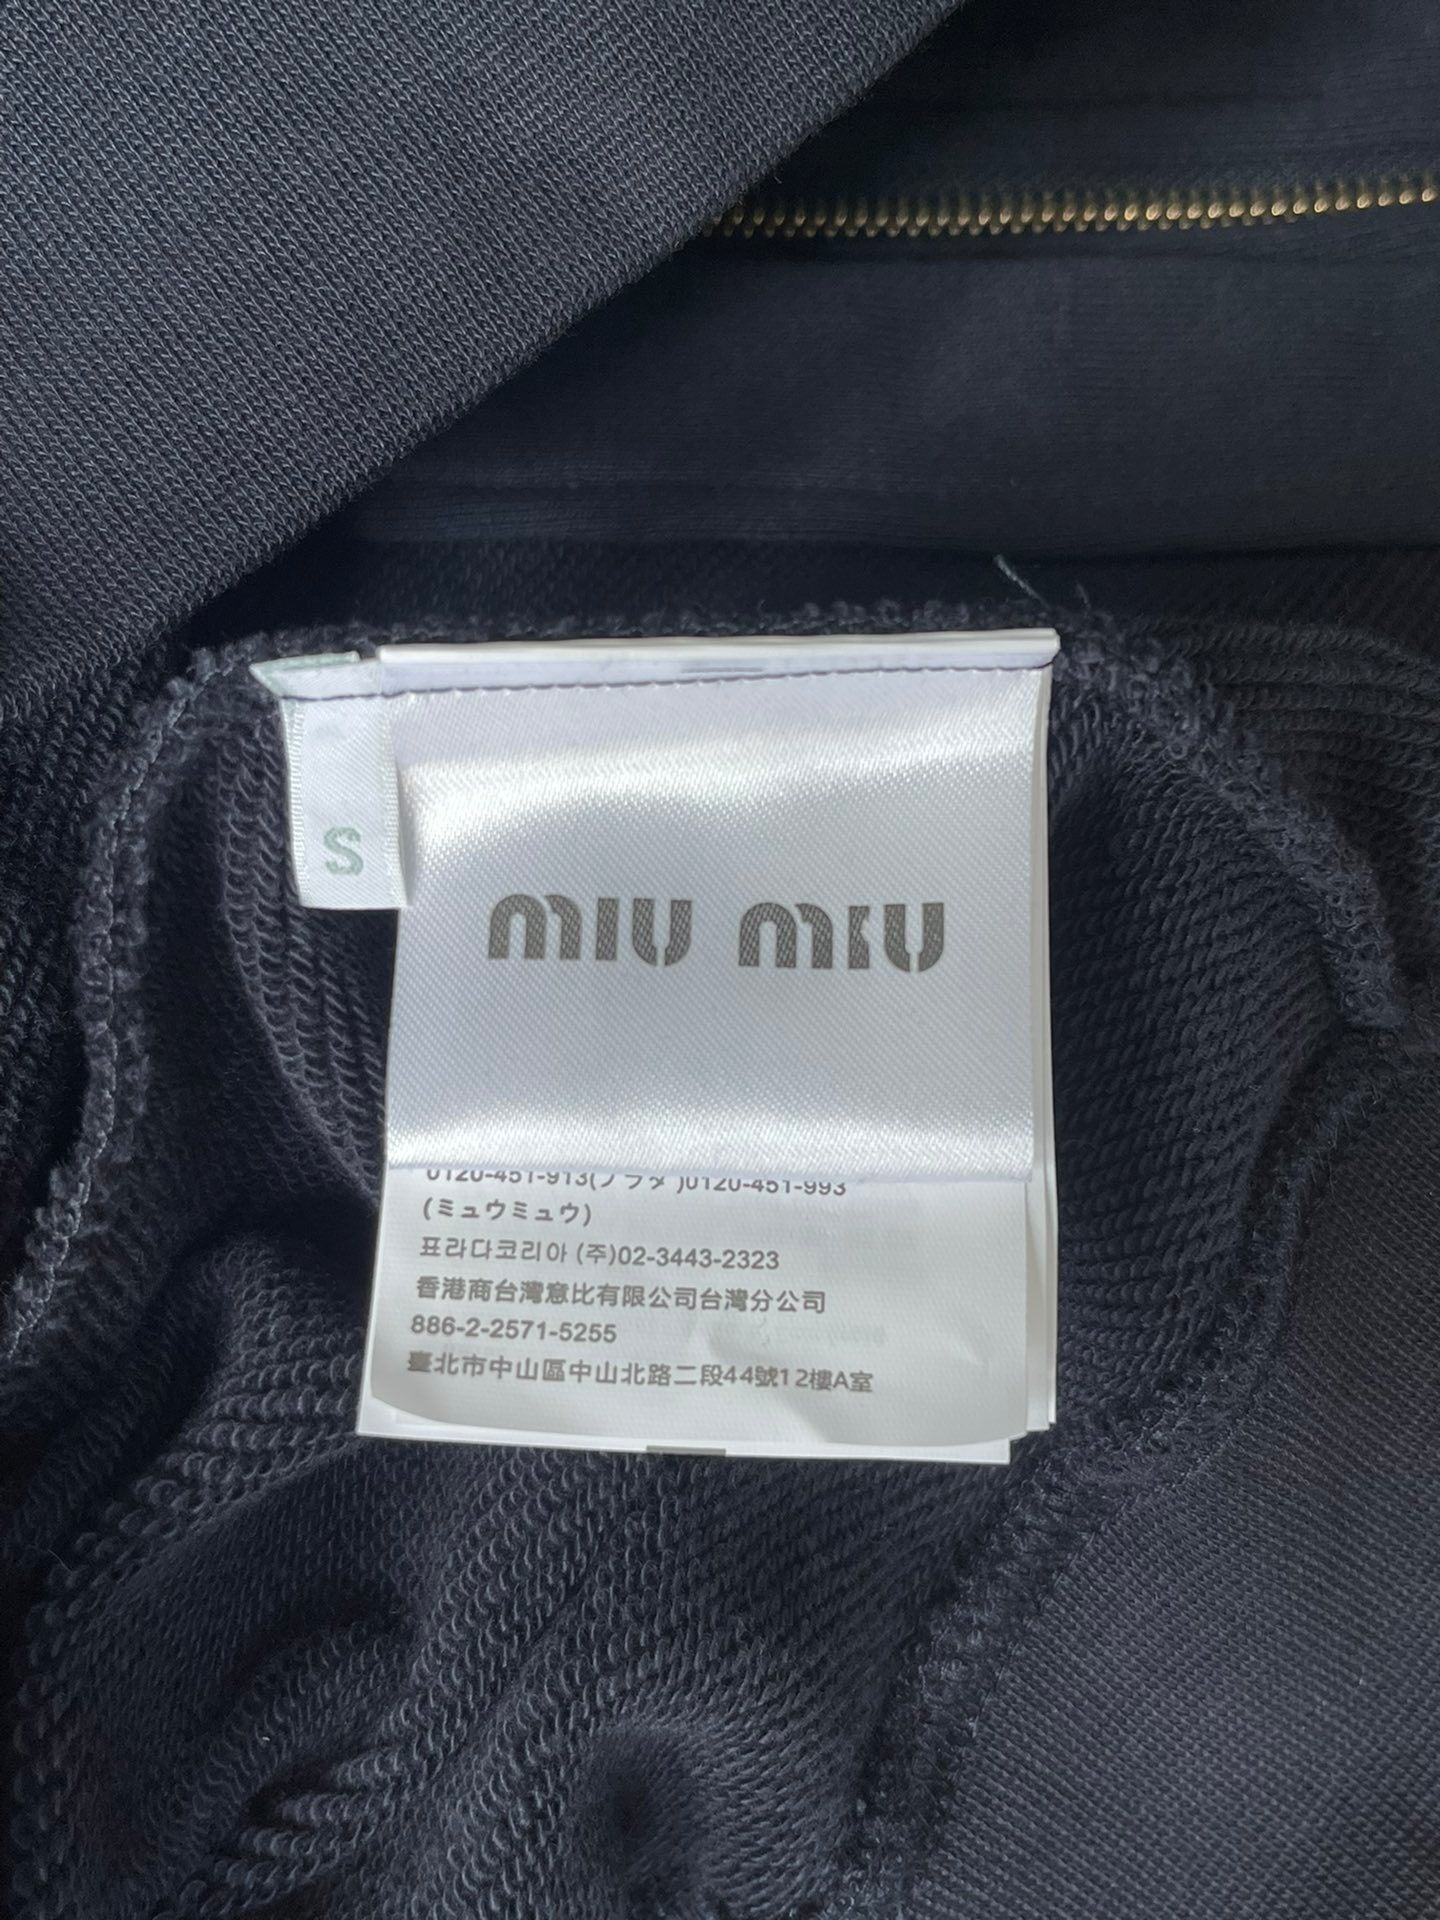 S
miu miu
0120-451-913(プラダ)0120-451-993
(ミュウミュウ)
표라다코리아 (주)02-3443-2323
香港商台灣意比有限公司台灣分公司
886-2-2571-5255
臺北市中山區中山北路二段44號12樓A室